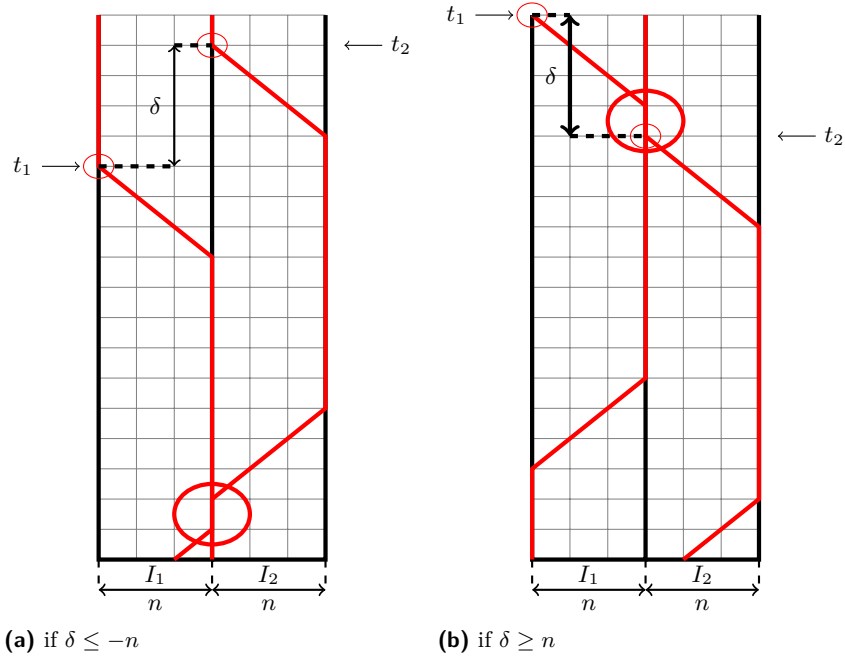 t₁
δ
t₂
I₁ I₂
n n
(a) if δ ≤ −n
t₁
δ
t₂
I₁ I₂
n n
(b) if δ ≥ n